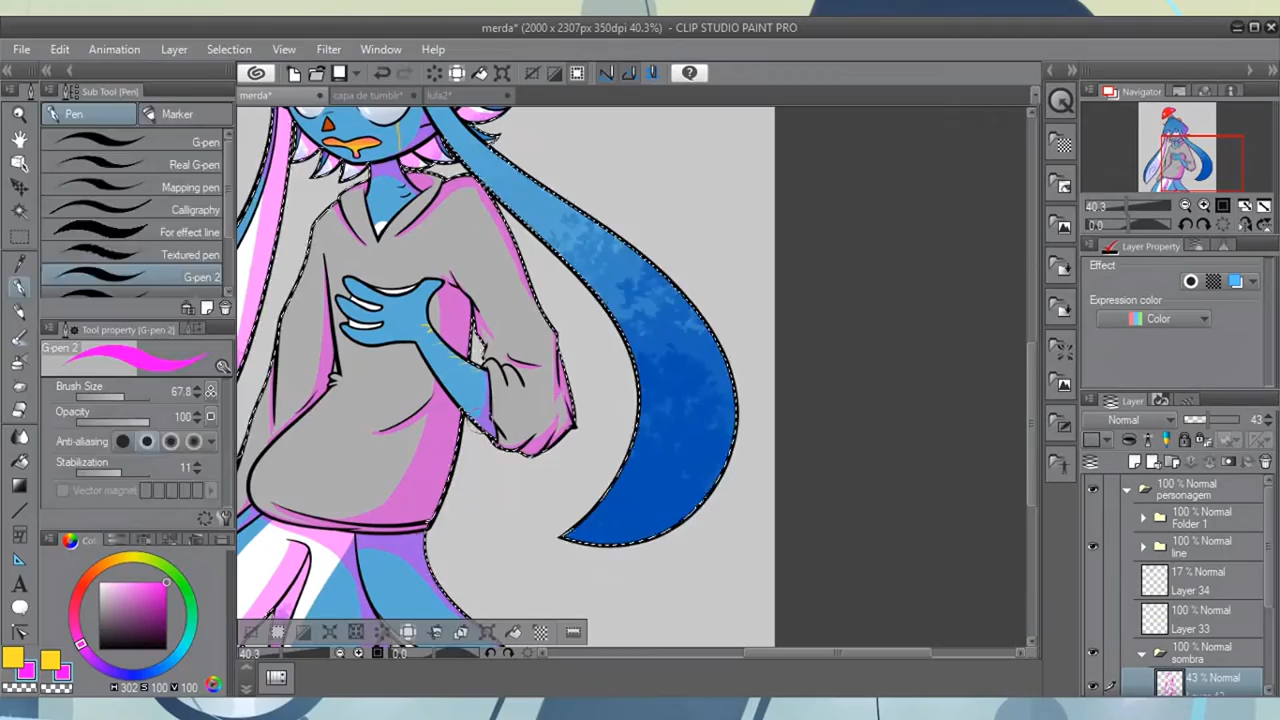 merda* (2000 x 2307px 350dpi 40.3%) - CLIP STUDIO PAINT PRO
File Edit Animation Layer Selection View Filter Window Help
Sub Tool [Pen]
merda* capa de tumblr* lula2*
Navigator
Pen Marker
G-pen
Real G-pen
Mapping pen
Calligraphy
For effect line
Textured pen
G-pen 2
40.3
0.0
Layer Property
Effect
Expression color
Color
Tool property (G-pen 2)
G-pen 2
Brush Size 67.8
Opacity 100
Anti-aliasing
Stabilization 11
Vector magnet
Layer
Normal 43
100 % Normal
personagem
100 % Normal
Folder 1
100 % Normal
line
17 % Normal
Layer 34
100 % Normal
Layer 33
100 % Normal
sombra
43 % Normal
40.3 0.0
H 302 S 100 V 100